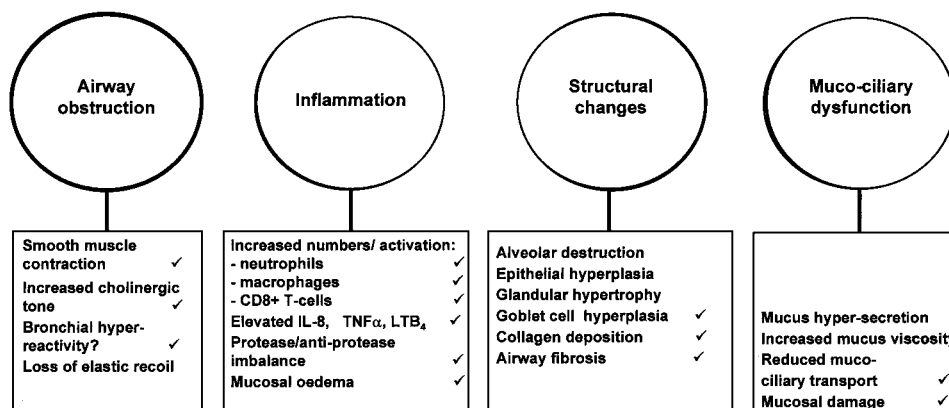 Airway
obstruction
Inflammation
Structural
changes
Muco-ciliary
dysfunction
Smooth muscle
contraction ✓
Increased cholinergic
tone ✓
Bronchial hyper-
reactivity? ✓
Loss of elastic recoil
Increased numbers/ activation:
- neutrophils ✓
- macrophages ✓
- CD8+ T-cells ✓
Elevated IL-8, TNFα, LTB₄ ✓
Protease/anti-protease
imbalance ✓
Mucosal oedema ✓
Alveolar destruction
Epithelial hyperplasia
Glandular hypertrophy
Goblet cell hyperplasia ✓
Collagen deposition ✓
Airway fibrosis ✓
Mucus hyper-secretion
Increased mucus viscosity
Reduced muco-
ciliary transport ✓
Mucosal damage ✓